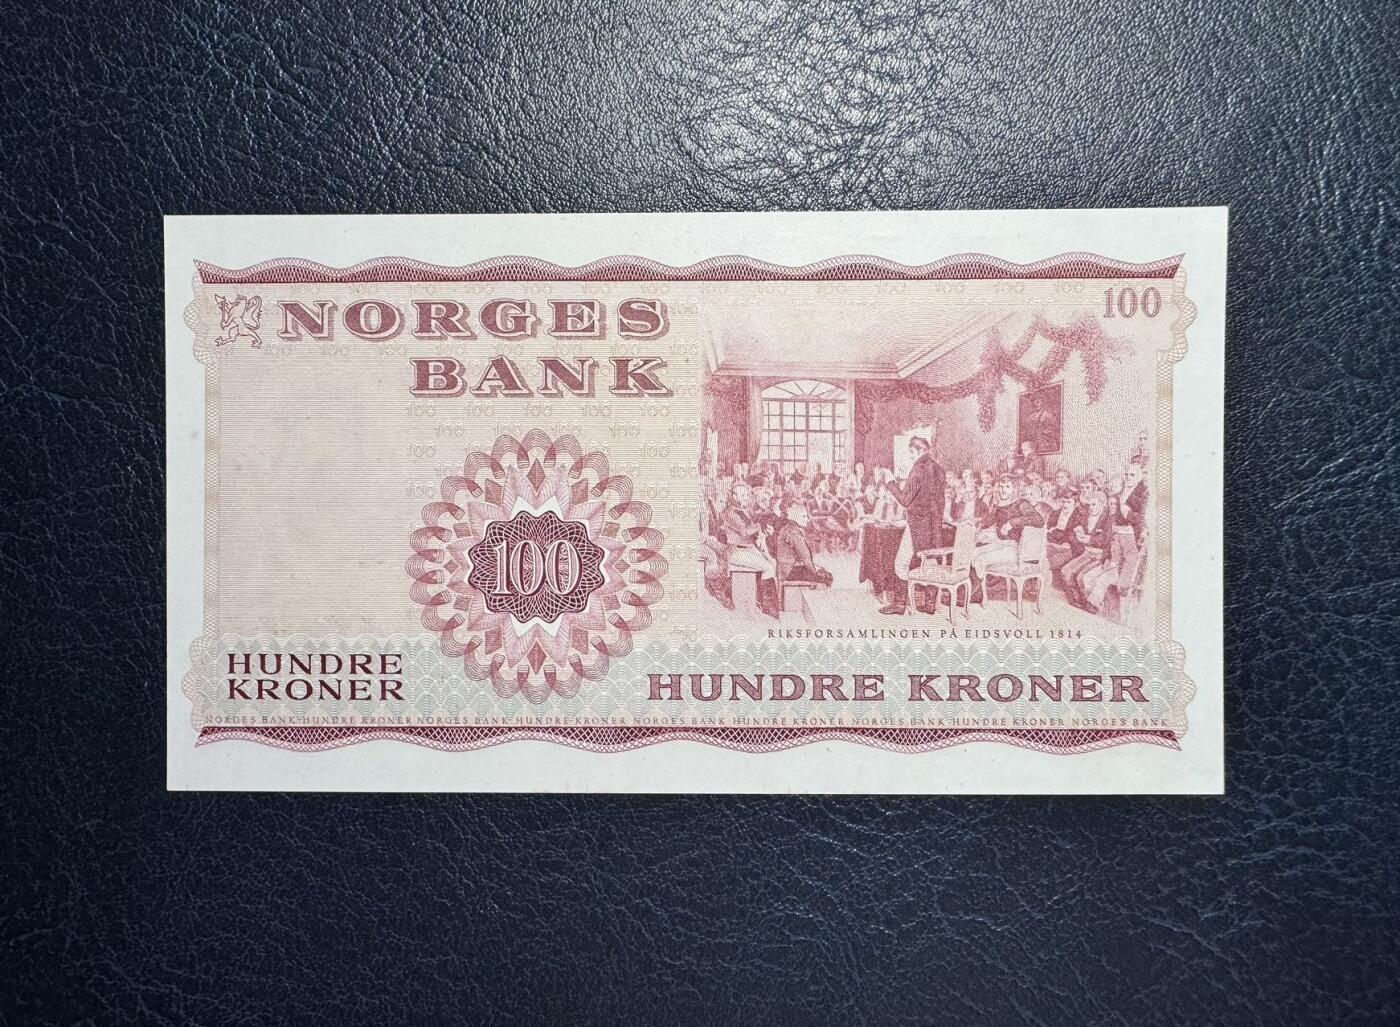 NORGES
BANK
100
100
RIKSFORSAMLINGEN PÅ EIDSVOLL 1814
HUNDRE
KRONER
HUNDRE KRONER
NORGES BANK HUNDRE KRONER NORGES BANK HUNDRE KRONER NORGES BANK HUNDRE KRONER NORGES BANK HUNDRE KRONER NORGES BANK